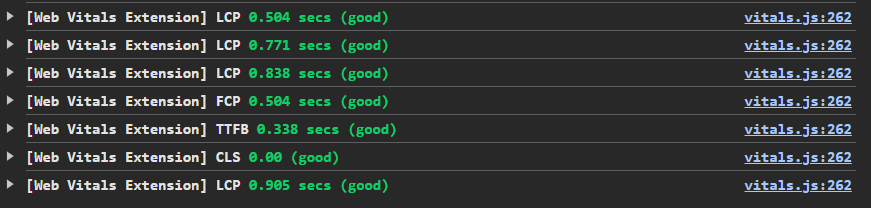 [Web Vitals Extension] LCP 0.504 secs (good) vitals.js:262
[Web Vitals Extension] LCP 0.771 secs (good) vitals.js:262
[Web Vitals Extension] LCP 0.838 secs (good) vitals.js:262
[Web Vitals Extension] FCP 0.504 secs (good) vitals.js:262
[Web Vitals Extension] TTFB 0.338 secs (good) vitals.js:262
[Web Vitals Extension] CLS 0.00 (good) vitals.js:262
[Web Vitals Extension] LCP 0.905 secs (good) vitals.js:262